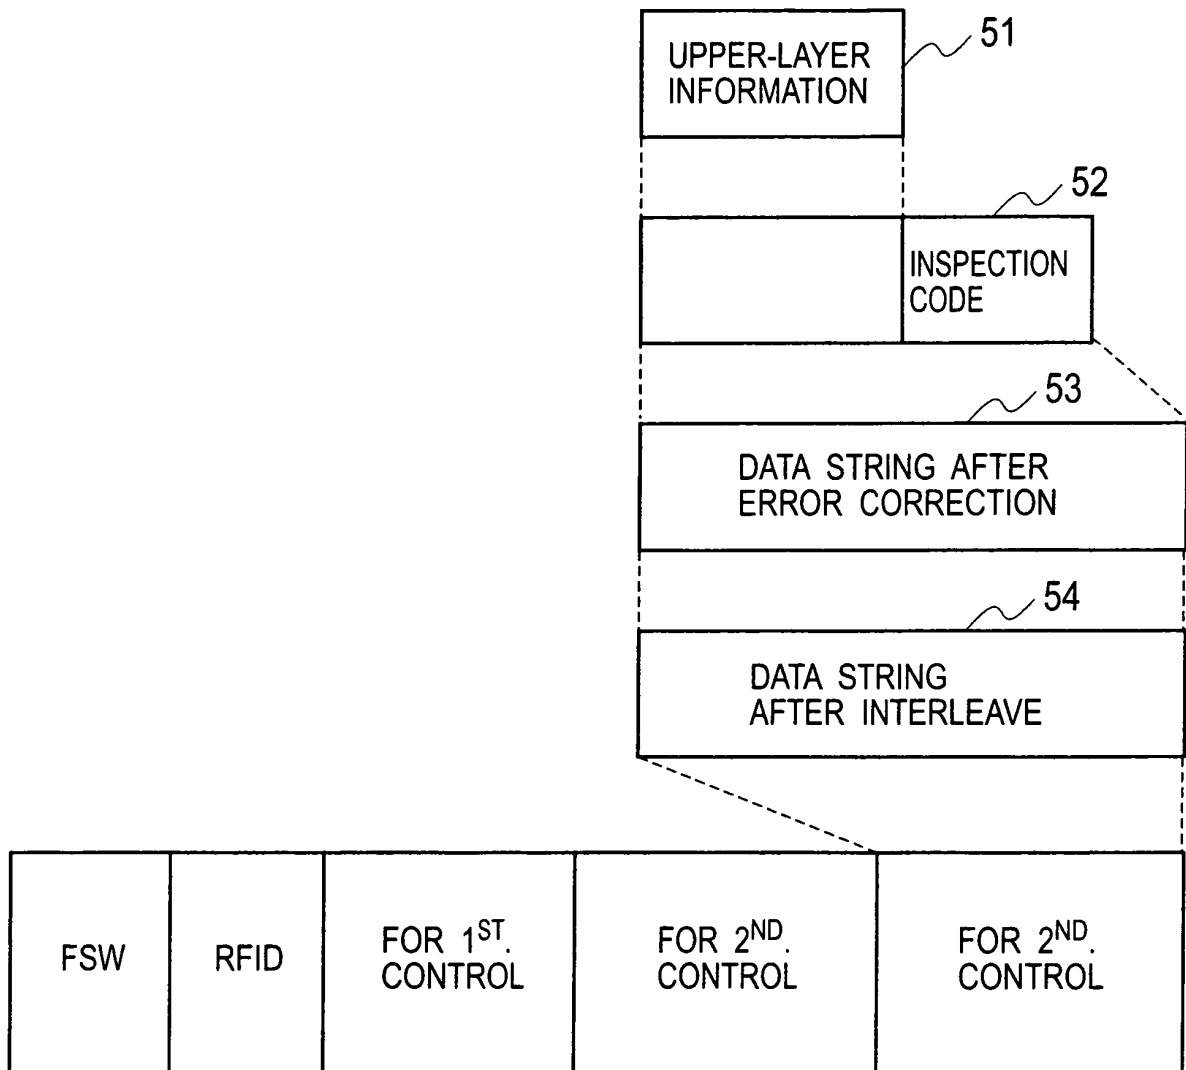 51
UPPER-LAYER
INFORMATION
52
INSPECTION
CODE
53
DATA STRING AFTER
ERROR CORRECTION
54
DATA STRING
AFTER INTERLEAVE
FSW
RFID
FOR 1ST.
CONTROL
FOR 2ND.
CONTROL
FOR 2ND.
CONTROL